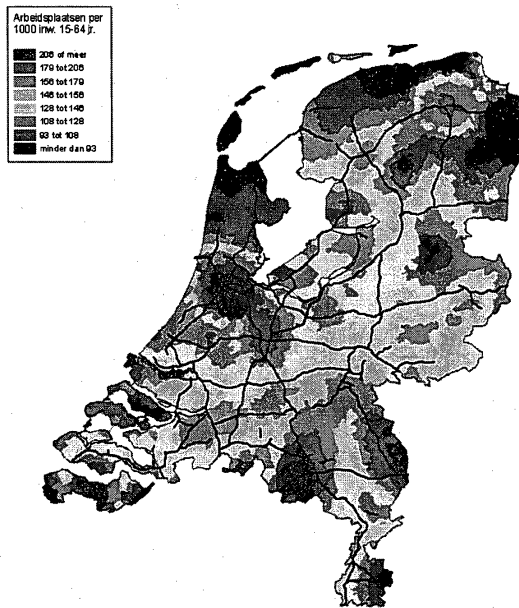 Arbeidsplaatsen per
1000 inw. 15-64 jr.
206 of meer
179 tot 206
156 tot 179
146 tot 156
128 tot 146
108 tot 128
93 tot 108
minder dan 93